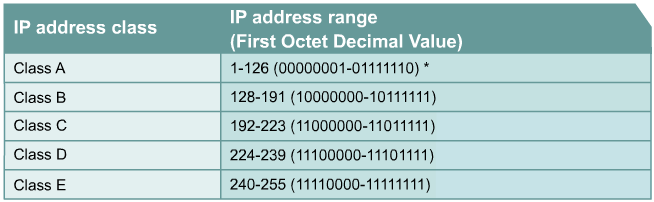 IP address class IP address range
(First Octet Decimal Value)
Class A 1-126 (00000001-01111110) *
Class B 128-191 (10000000-10111111)
Class C 192-223 (11000000-11011111)
Class D 224-239 (11100000-11101111)
Class E 240-255 (11110000-11111111)